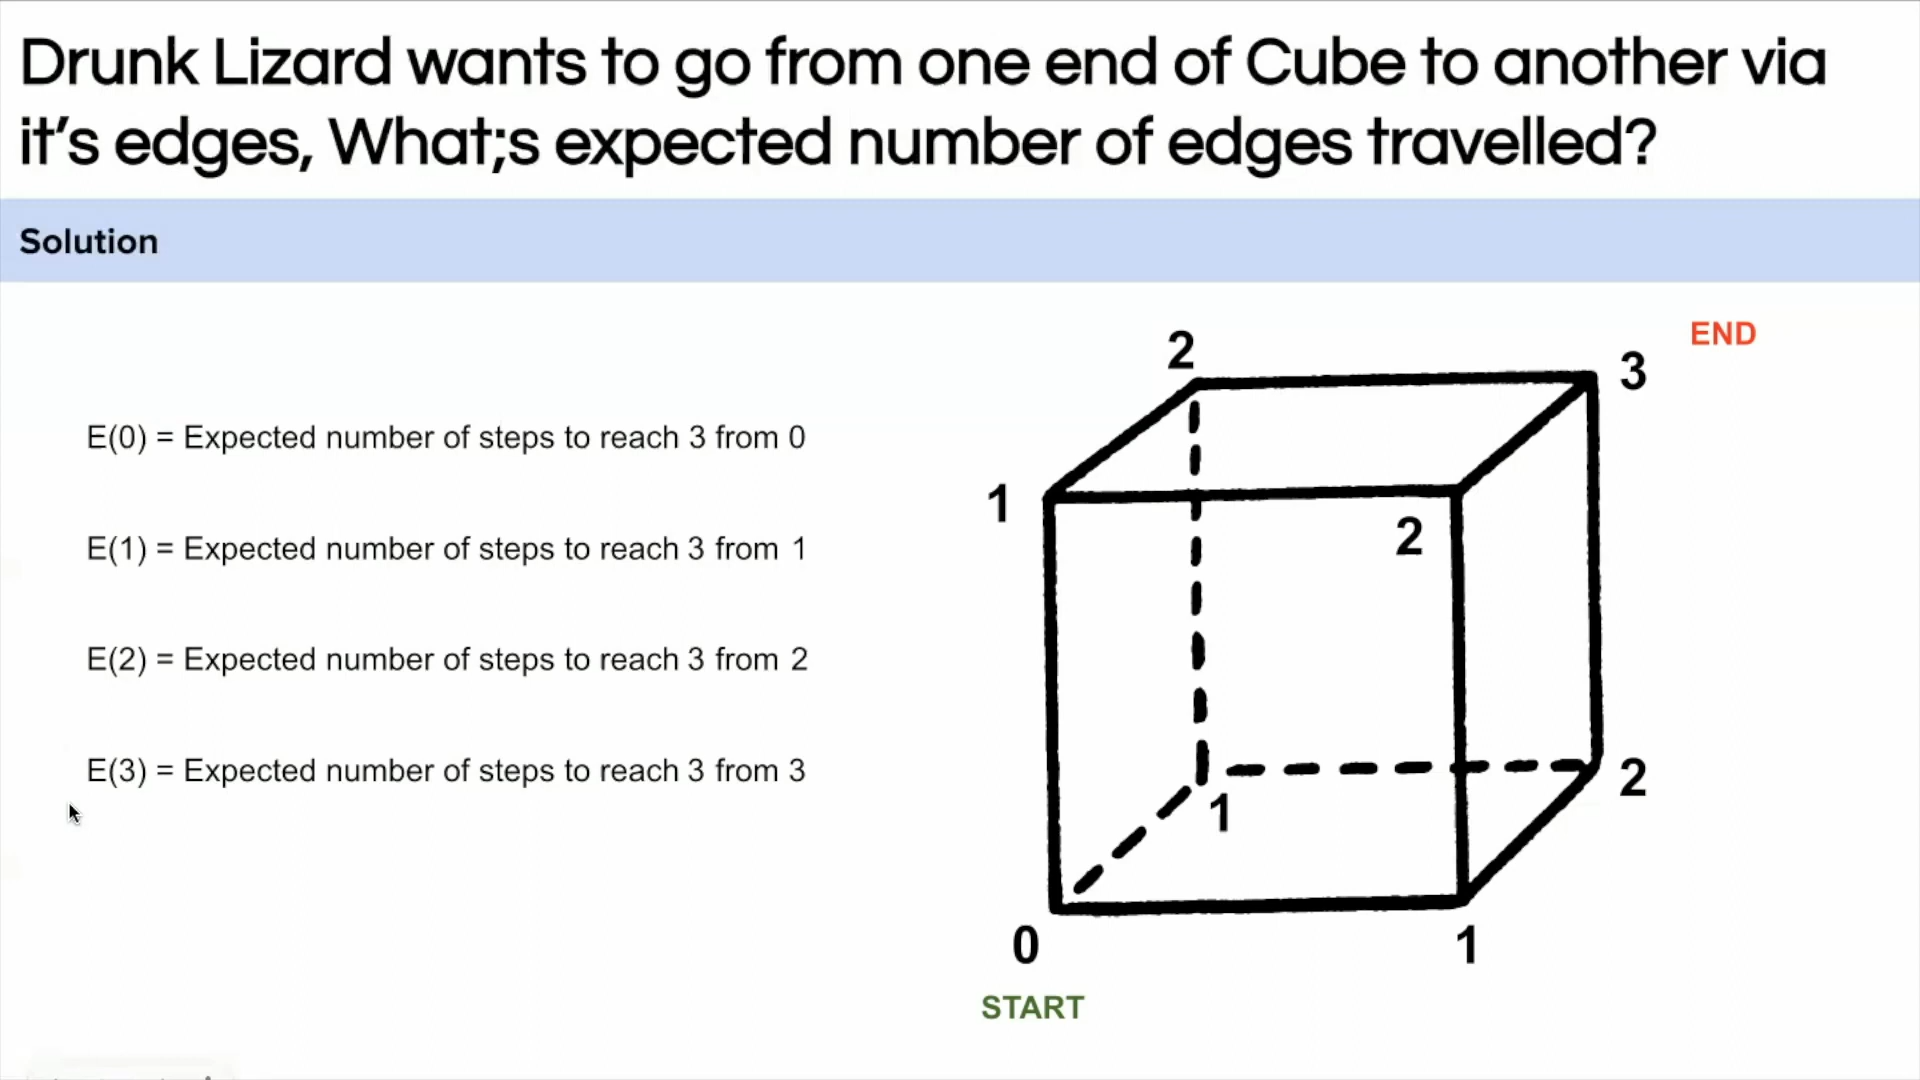 Drunk Lizard wants to go from one end of Cube to another via
it's edges, What;s expected number of edges travelled?
Solution
END
2
3
E(0) = Expected number of steps to reach 3 from 0
1
2
E(1) = Expected number of steps to reach 3 from 1
E(2) = Expected number of steps to reach 3 from 2
E(3) = Expected number of steps to reach 3 from 3
2
1
0
1
START